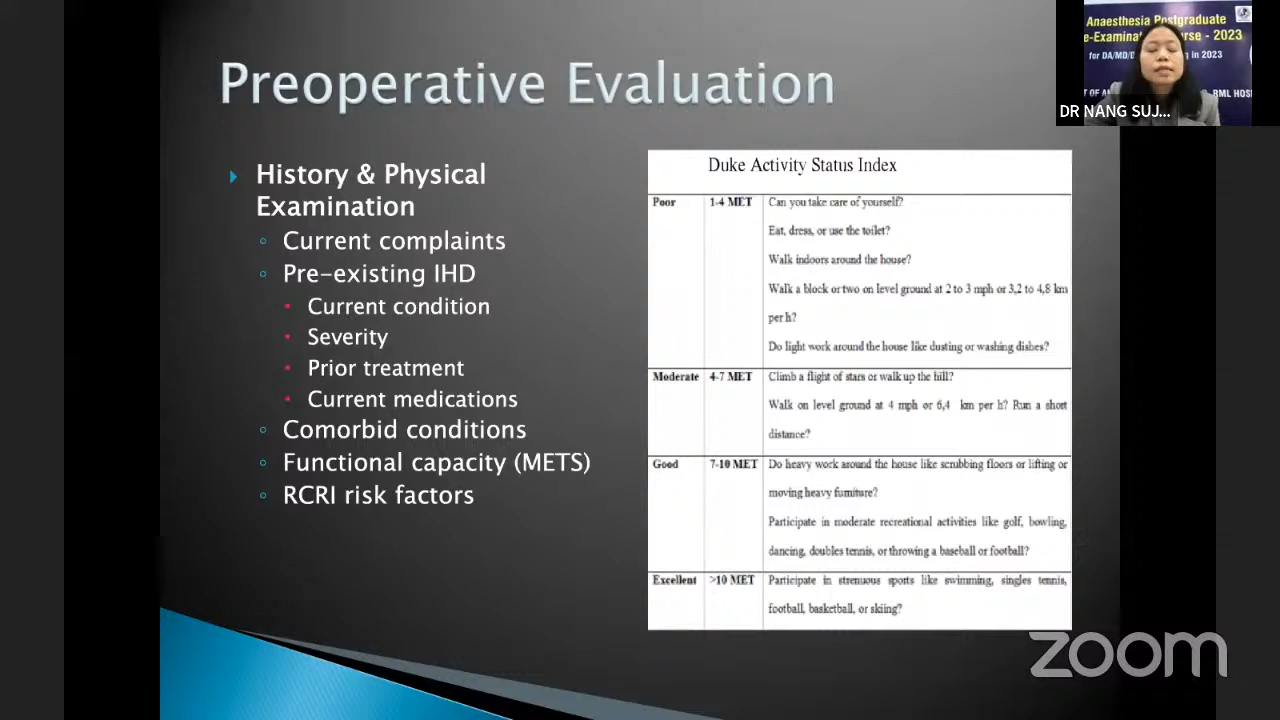 Preoperative Evaluation
History & Physical
Examination
Current complaints
Pre-existing IHD
Current condition
Severity
Prior treatment
Current medications
Comorbid conditions
Functional capacity (METS)
RCRI risk factors
Duke Activity Status Index
Poor 1-4 MET Can you take care of yourself?
Eat, dress, or use the toilet?
Walk indoors around the house?
Walk a block or two on level ground at 2 to 3 mph or 3,2 to 4,8 km
per h?
Do light work around the house like dusting or washing dishes?
Moderate 4-7 MET Climb a flight of stars or walk up the hill?
Walk on level ground at 4 mph or 6,4 km per h? Run a short
distance?
Good 7-10 MET Do heavy work around the house like scrubbing floors or lifting or
moving heavy furniture?
Participate in moderate recreational activities like golf, bowling,
dancing, doubles tennis, or throwing a baseball or football?
Excellent >10 MET Participate in strenuous sports like swimming, singles tennis,
football, basketball, or skiing?
Anaesthesia Postgraduate
2023
for DA/MD/ in 2023
RML HOS
DR NANG SUJ...
zoom